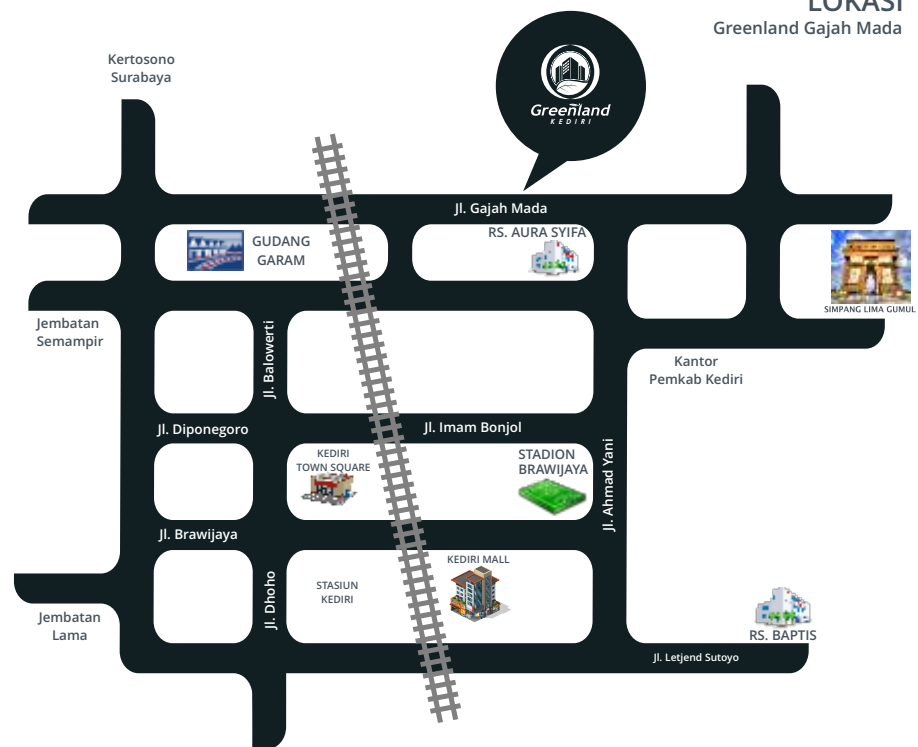 LOKASI
Greenland Gajah Mada
Kertosono
Surabaya
Greenland
KEDIRI
Jl. Gajah Mada
RS. AURA SYIFA
GUDANG
GARAM
SIMPANG LIMA GUMUL
Jembatan
Semampir
Jl. Balowerti
Kantor
Pemkab Kediri
Jl. Diponegoro
Jl. Imam Bonjol
KEDIRI
TOWN SQUARE
STADION
BRAWIJAYA
Jl. Ahmad Yani
Jl. Brawijaya
KEDIRI MALL
STASIUN
KEDIRI
Jl. Dhoho
Jembatan
Lama
RS. BAPTIS
Jl. Letjend Sutoyo